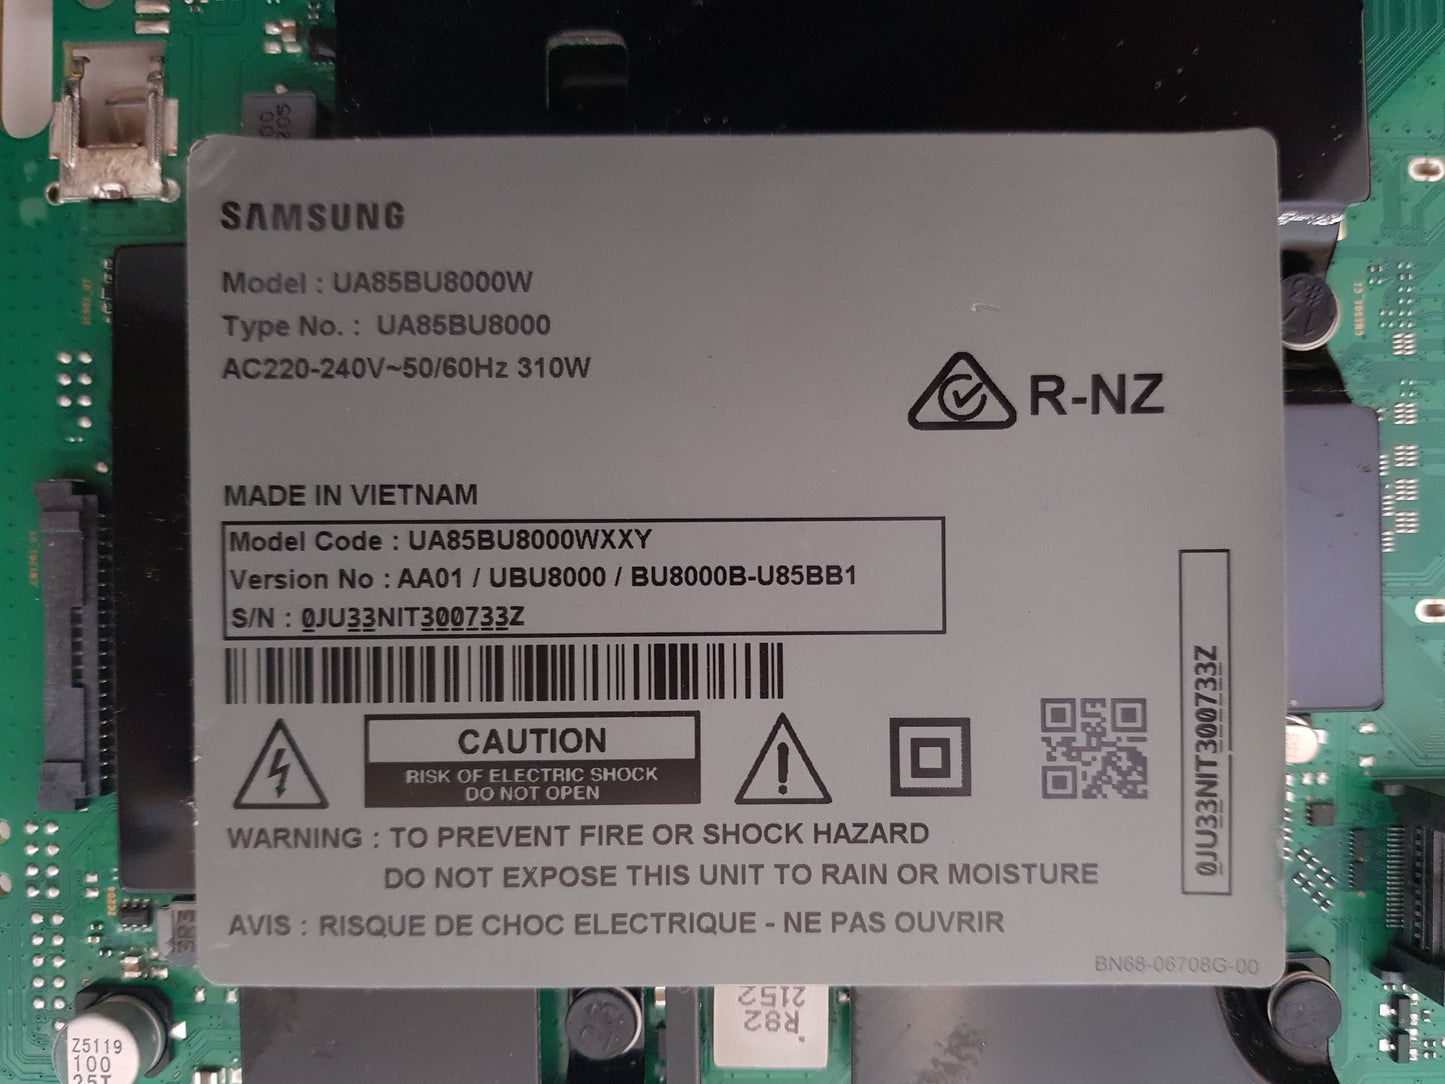 SAMSUNG
Model : UA85BU8000W
Type No. : UA85BU8000
AC220-240V~50/60Hz 310W
R-NZ
MADE IN VIETNAM
Model Code : UA85BU8000WXXY
Version No : AA01 / UBU8000 / BU8000B-U85BB1
S/N : 0JU33NIT300733Z
0JU33NIT300733Z
CAUTION
RISK OF ELECTRIC SHOCK
DO NOT OPEN
WARNING : TO PREVENT FIRE OR SHOCK HAZARD
DO NOT EXPOSE THIS UNIT TO RAIN OR MOISTURE
AVIS : RISQUE DE CHOC ELECTRIQUE - NE PAS OUVRIR
BN68-06708G-00
3R3
Z5119
100
25T
2152
R82